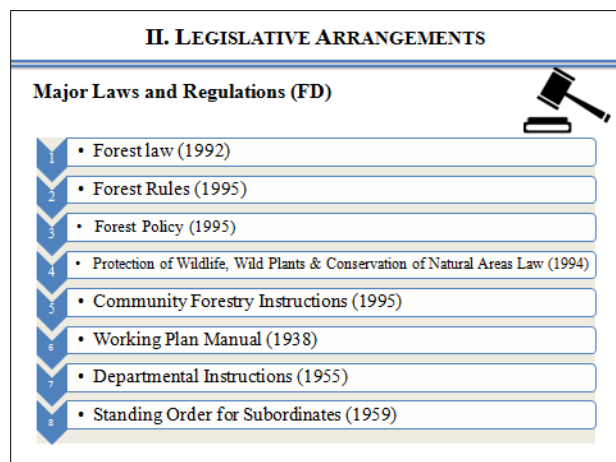 II. LEGISLATIVE ARRANGEMENTS
Major Laws and Regulations (FD)
1 • Forest law (1992)
2 • Forest Rules (1995)
3 • Forest Policy (1995)
4 • Protection of Wildlife, Wild Plants & Conservation of Natural Areas Law (1994)
5 • Community Forestry Instructions (1995)
6 • Working Plan Manual (1938)
7 • Departmental Instructions (1955)
8 • Standing Order for Subordinates (1959)